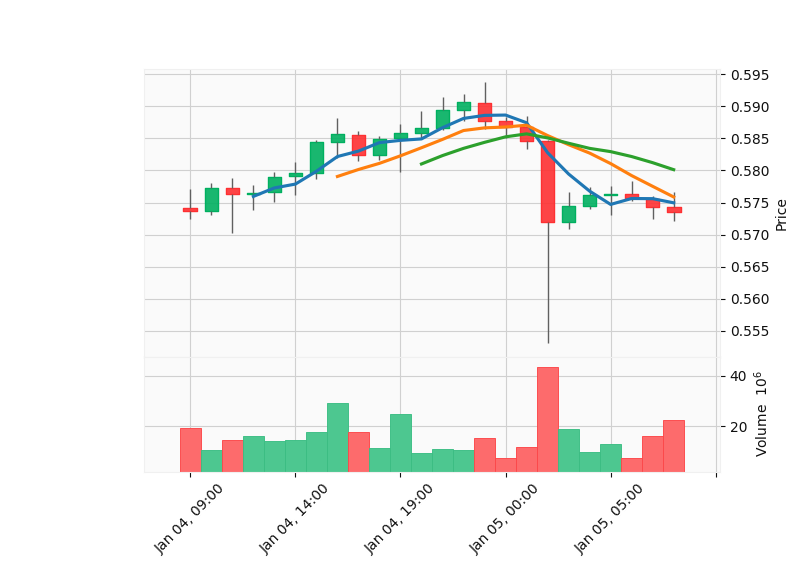 0.595
0.590
0.585
0.580
0.575
0.570
0.565
0.560
0.555
Price
40
20
Volume 10⁶
Jan 04, 09:00
Jan 04, 14:00
Jan 04, 19:00
Jan 05, 00:00
Jan 05, 05:00